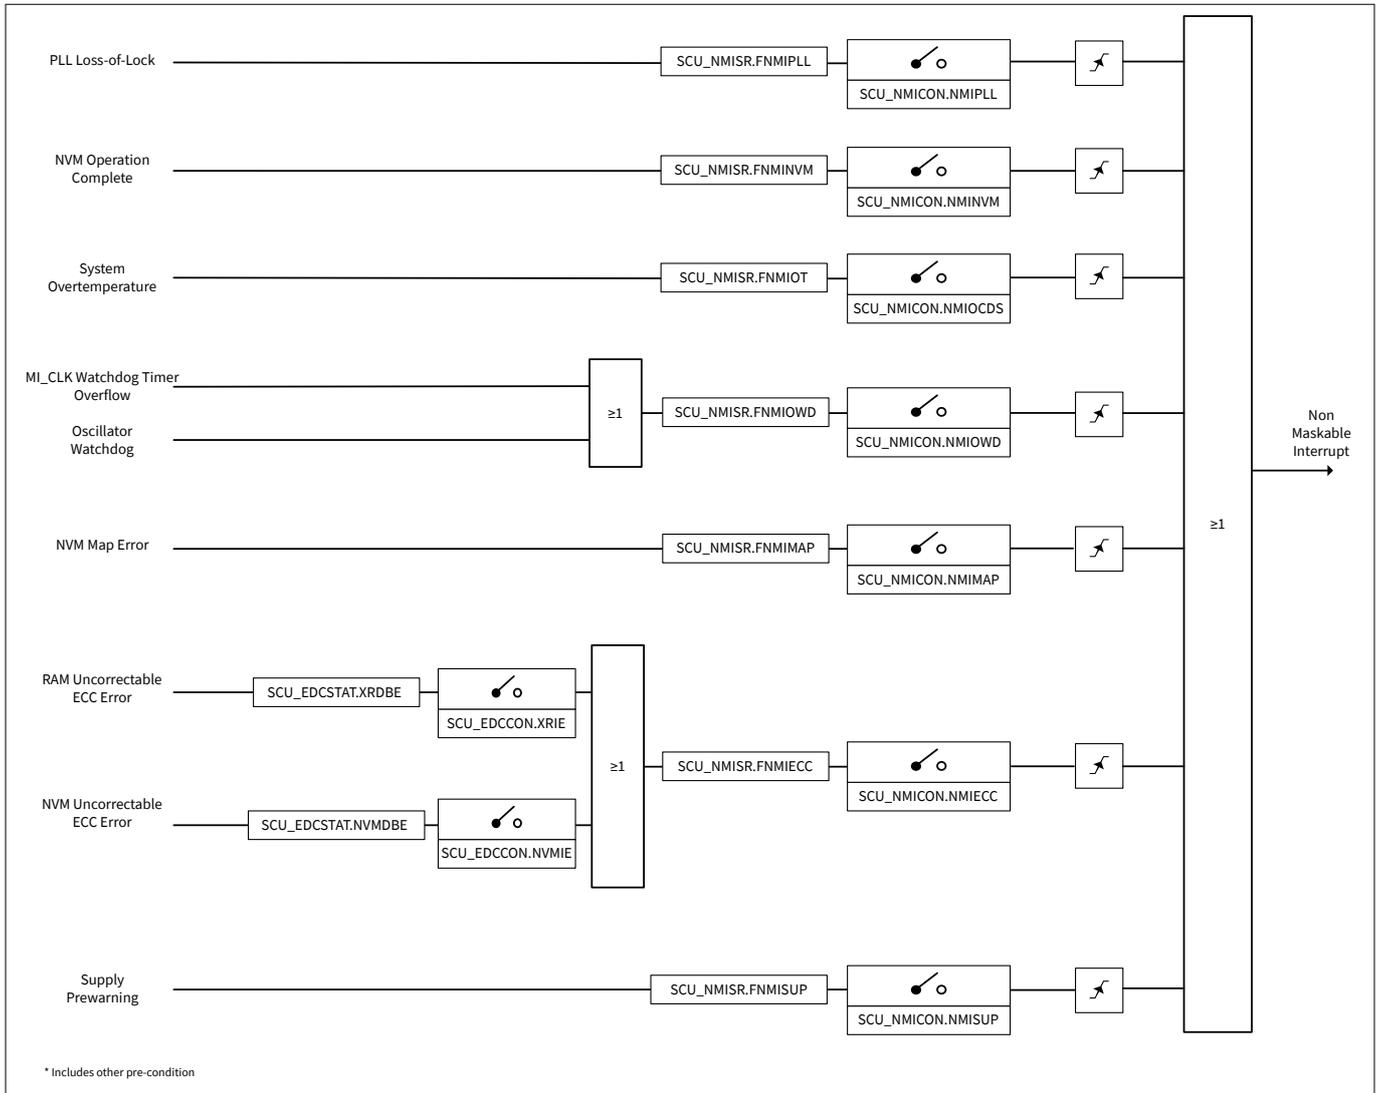 PLL Loss-of-Lock
SCU_NMISR.FNMIPLL
SCU_NMICON.NMIPLL
NVM Operation
Complete
SCU_NMISR.FNMINVM
SCU_NMICON.NMINVM
System
Overtemperature
SCU_NMISR.FNMIOT
SCU_NMICON.NMIOCDS
MI_CLK Watchdog Timer
Overflow
Oscillator
Watchdog
≥1
SCU_NMISR.FNMIOWD
SCU_NMICON.NMIOWD
Non
Maskable
Interrupt
≥1
NVM Map Error
SCU_NMISR.FNMIMAP
SCU_NMICON.NMIMAP
RAM Uncorrectable
ECC Error
SCU_EDCSTAT.XRDBE
SCU_EDCCON.XRIE
≥1
SCU_NMISR.FNMIECC
SCU_NMICON.NMIECC
NVM Uncorrectable
ECC Error
SCU_EDCSTAT.NVMDBE
SCU_EDCCON.NVMIE
Supply
Prewarning
SCU_NMISR.FNMISUP
SCU_NMICON.NMISUP
* Includes other pre-condition